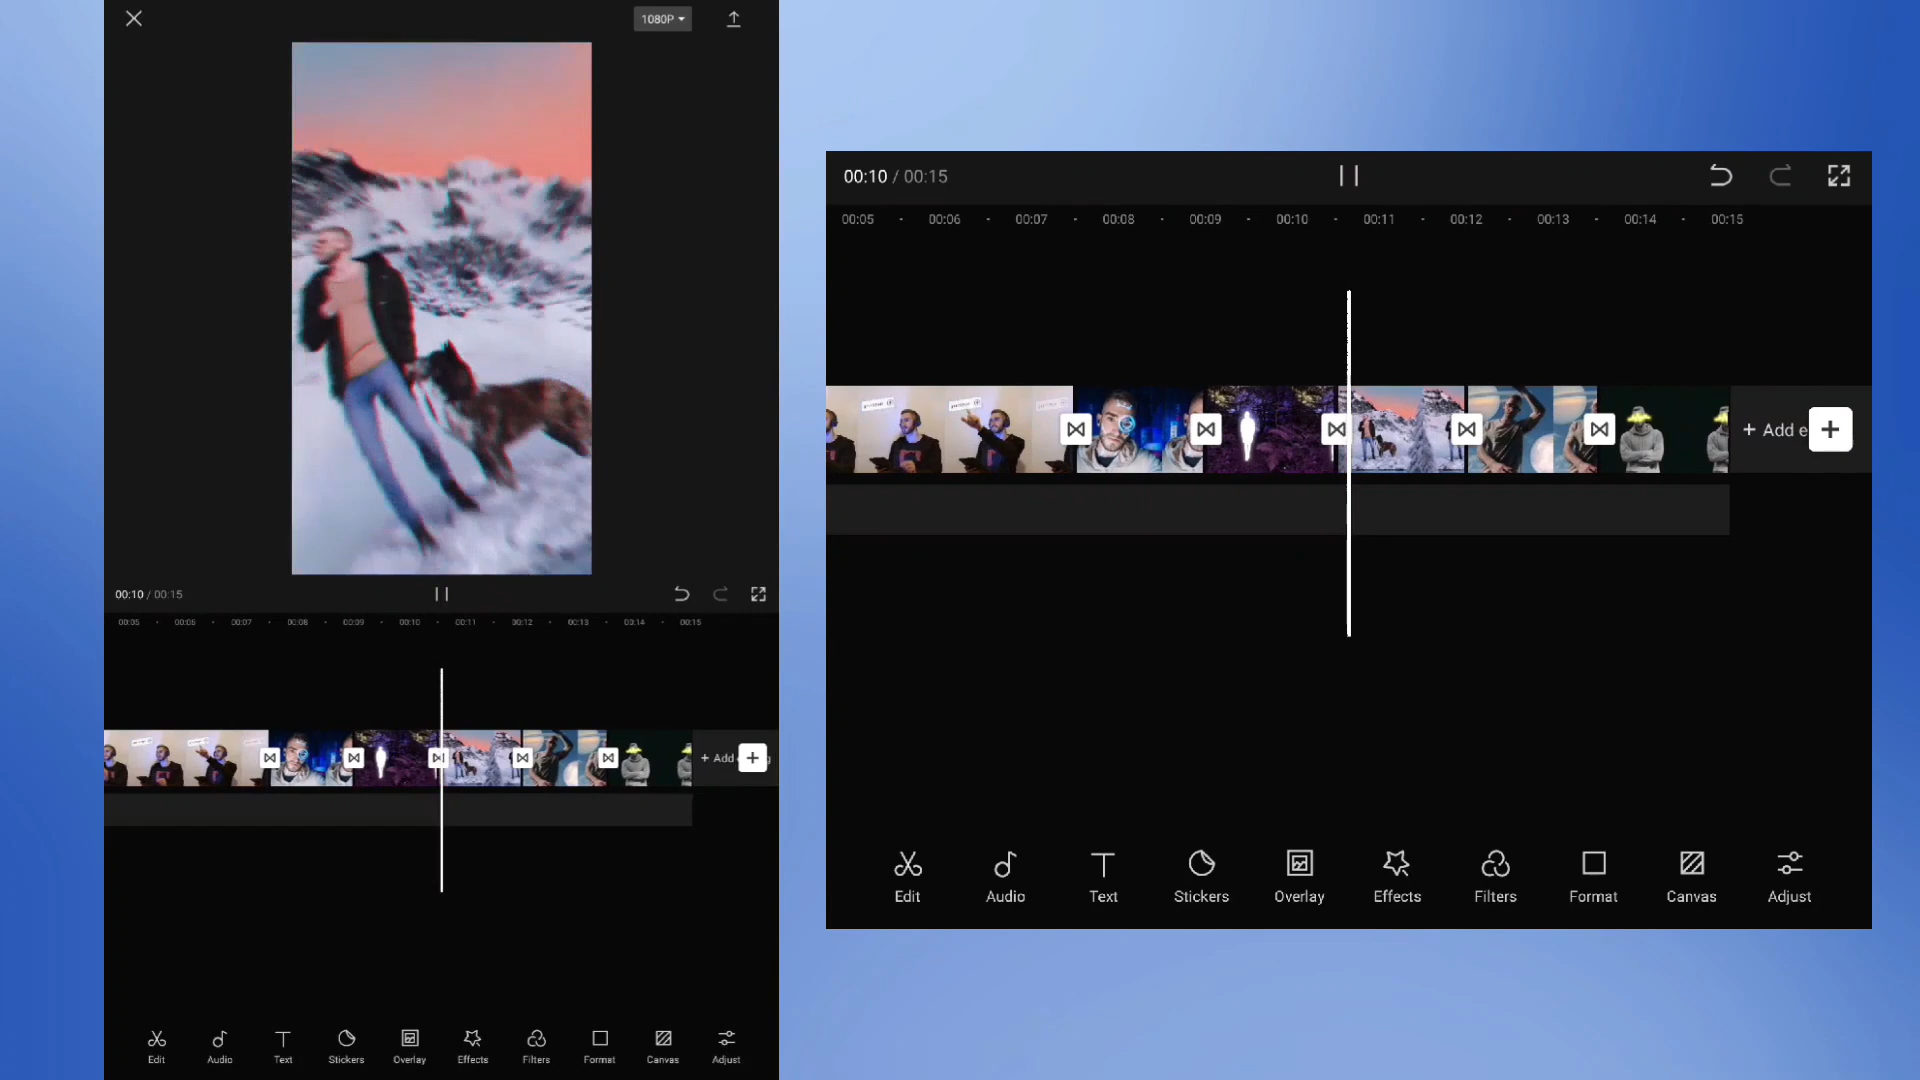 1080P
00:10 / 00:15
00:05 00:06 00:07 00:08 00:09 00:10 00:11 00:12 00:13 00:14 00:15
+ Add
Edit Audio Text Stickers Overlay Effects Filters Format Canvas Adjust
00:10 / 00:15
00:05 00:06 00:07 00:08 00:09 00:10 00:11 00:12 00:13 00:14 00:15
+ Add e
Edit Audio Text Stickers Overlay Effects Filters Format Canvas Adjust